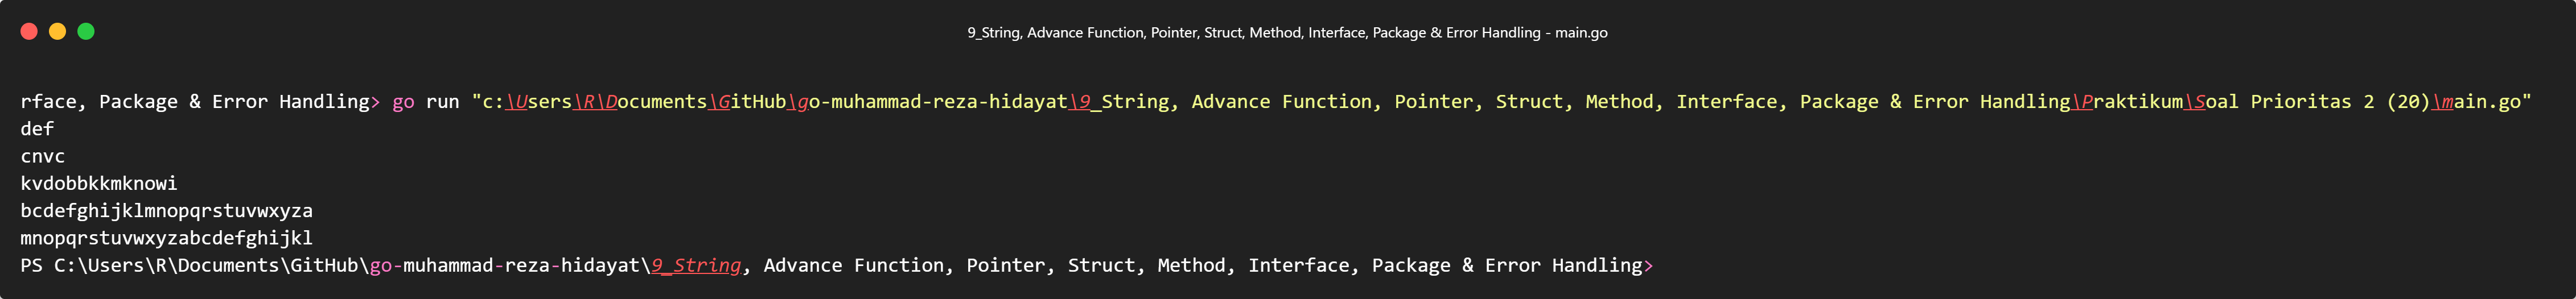 9_String, Advance Function, Pointer, Struct, Method, Interface, Package & Error Handling - main.go
rface, Package & Error Handling> go run "c:\Users\R\Documents\GitHub\go-muhammad-reza-hidayat\9_String, Advance Function, Pointer, Struct, Method, Interface, Package & Error Handling\Praktikum\Soal Prioritas 2 (20)\main.go"
def
cnvc
kvdobbkkmknowi
bcdefghijklmnopqrstuvwxyza
mnopqrstuvwxyzabcdefghijkl
PS C:\Users\R\Documents\GitHub\go-muhammad-reza-hidayat\9_String, Advance Function, Pointer, Struct, Method, Interface, Package & Error Handling>